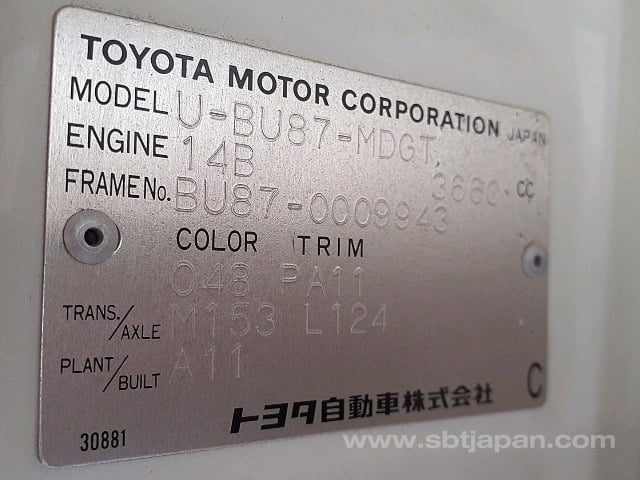 TOYOTA MOTOR CORPORATION JAPAN
MODEL U-BU87-MDGT
ENGINE 14B 3660 CC
FRAME No. BU87-0009943
COLOR TRIM
048 PA11
TRANS./AXLE M153 L124
PLANT/BUILT A11
C
トヨタ自動車株式会社
30881
www.sbtjapan.com